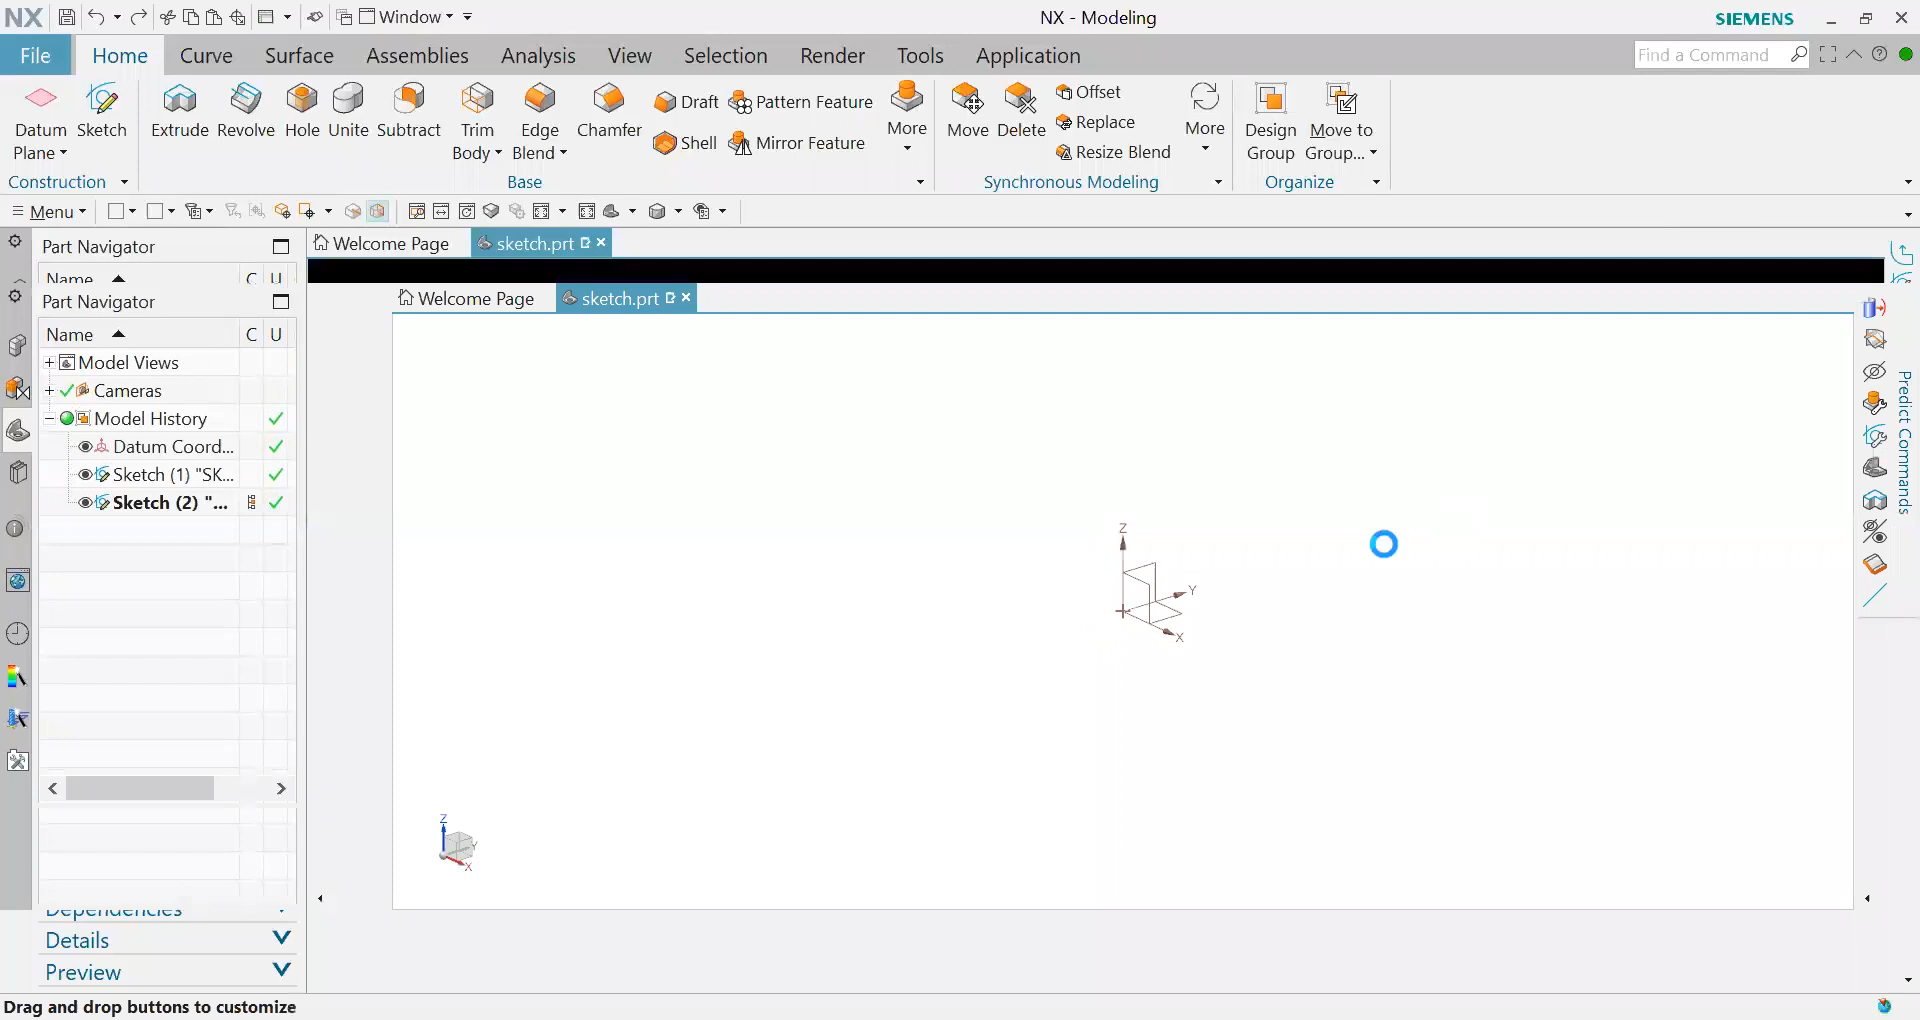 NX Window NX - Modeling SIEMENS
File Home Curve Surface Assemblies Analysis View Selection Render Tools Application Find a Command
Datum Plane Sketch Extrude Revolve Hole Unite Subtract Trim Body Edge Blend Chamfer Draft Shell Pattern Feature Mirror Feature More Move Delete Offset Replace Resize Blend More Design Group Move to Group...
Construction Base Synchronous Modeling Organize
Menu
Part Navigator Welcome Page sketch.prt
Name C U
Part Navigator Welcome Page sketch.prt
Name C U
Model Views
Cameras
Model History
Datum Coord...
Sketch (1) "SK...
Sketch (2) "...
Predict Commands
Z
Y
X
Z
Y
X
Dependencies
Details
Preview
Drag and drop buttons to customize